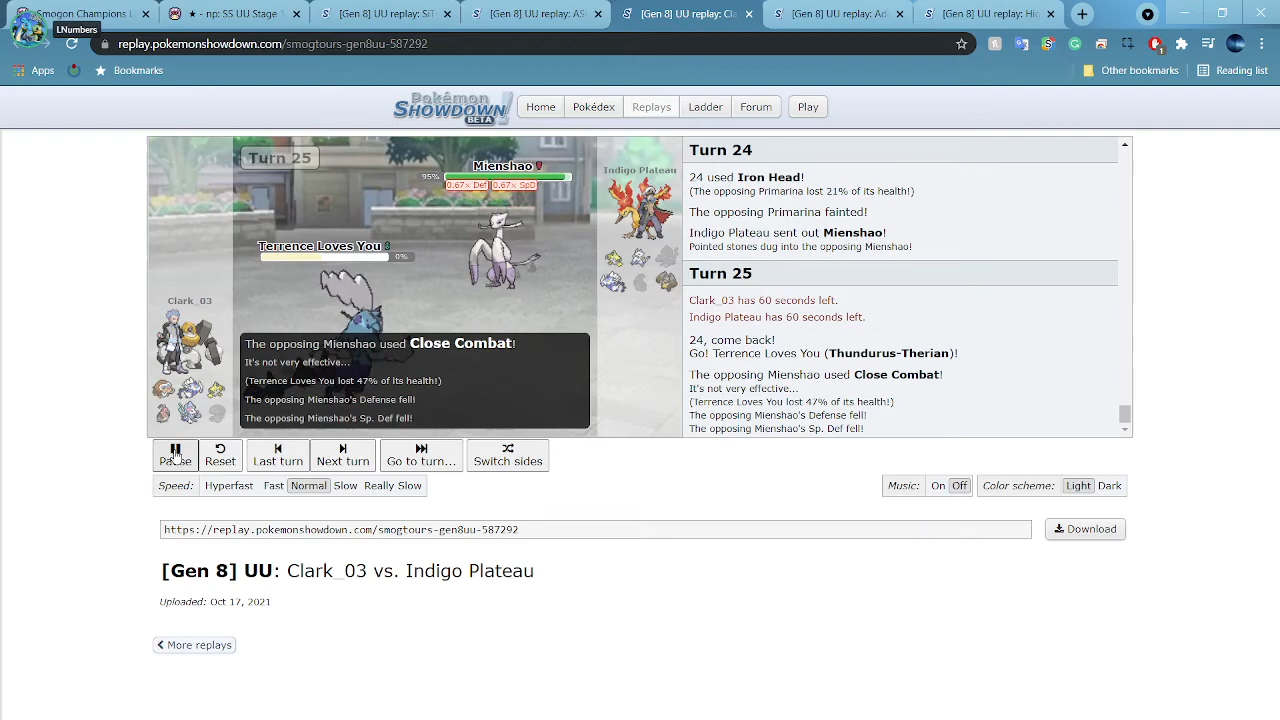 Smogon Champions L
★ - np: SS UU Stage 1
[Gen 8] UU replay: SiT
[Gen 8] UU replay: ASt
[Gen 8] UU replay: Cla
[Gen 8] UU replay: Ad
[Gen 8] UU replay: Hig
LNumbers
replay.pokemonshowdown.com/smogtours-gen8uu-587292
Apps
Bookmarks
Other bookmarks
Reading list
Pokémon
SHOWDOWN!
BETA
Home
Pokédex
Replays
Ladder
Forum
Play
Turn 25
Mienshao
95%
0.67× Def
0.67× SpD
Terrence Loves You
0%
Clark_03
Indigo Plateau
The opposing Mienshao used Close Combat!
It's not very effective...
(Terrence Loves You lost 47% of its health!)
The opposing Mienshao's Defense fell!
The opposing Mienshao's Sp. Def fell!
Turn 24
24 used Iron Head!
(The opposing Primarina lost 21% of its health!)
The opposing Primarina fainted!
Indigo Plateau sent out Mienshao!
Pointed stones dug into the opposing Mienshao!
Turn 25
Clark_03 has 60 seconds left.
Indigo Plateau has 60 seconds left.
24, come back!
Go! Terrence Loves You (Thundurus-Therian)!
The opposing Mienshao used Close Combat!
It's not very effective...
(Terrence Loves You lost 47% of its health!)
The opposing Mienshao's Defense fell!
The opposing Mienshao's Sp. Def fell!
Pause
Reset
Last turn
Next turn
Go to turn...
Switch sides
Speed: Hyperfast Fast Normal Slow Really Slow
Music: On Off
Color scheme: Light Dark
https://replay.pokemonshowdown.com/smogtours-gen8uu-587292
Download
[Gen 8] UU: Clark_03 vs. Indigo Plateau
Uploaded: Oct 17, 2021
More replays